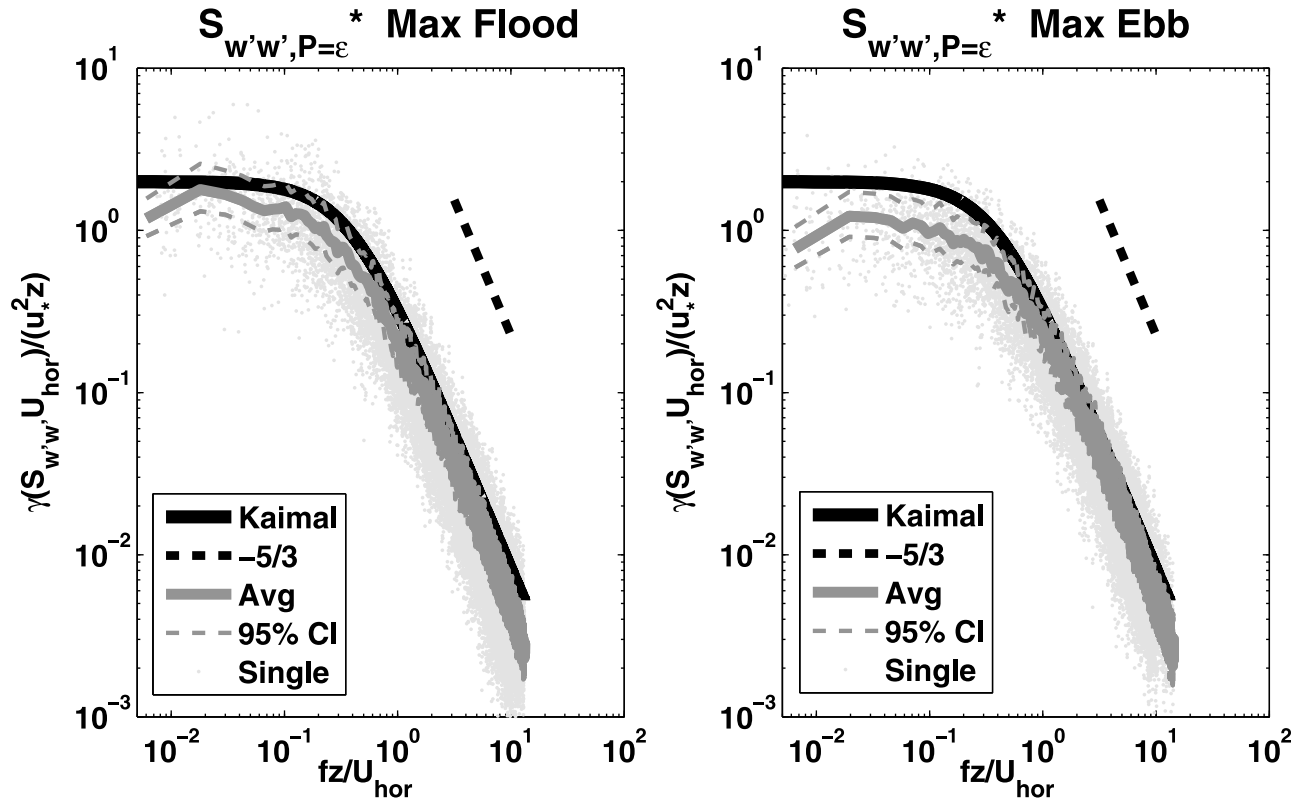 S_{w'w',P=ε}* Max Flood
10^1
10^0
10^{-1}
10^{-2}
10^{-3}
γ(S_{w'w'}U_{hor})/(u_*^2z)
Kaimal
−5/3
Avg
95% CI
Single
10^{-2} 10^{-1} 10^0 10^1 10^2
fz/U_{hor}
S_{w'w',P=ε}* Max Ebb
10^1
10^0
10^{-1}
10^{-2}
10^{-3}
γ(S_{w'w'}U_{hor})/(u_*^2z)
Kaimal
−5/3
Avg
95% CI
Single
10^{-2} 10^{-1} 10^0 10^1 10^2
fz/U_{hor}